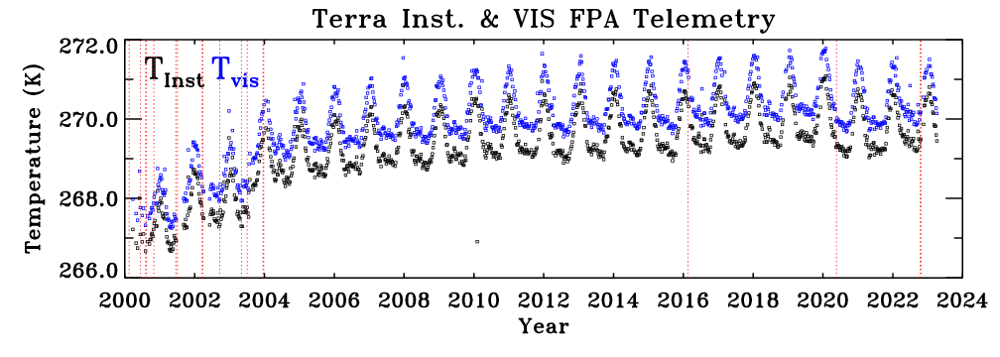 Terra Inst. & VIS FPA Telemetry
272.0
T_Inst T_vis
270.0
268.0
266.0
Temperature (K)
2000 2002 2004 2006 2008 2010 2012 2014 2016 2018 2020 2022 2024
Year